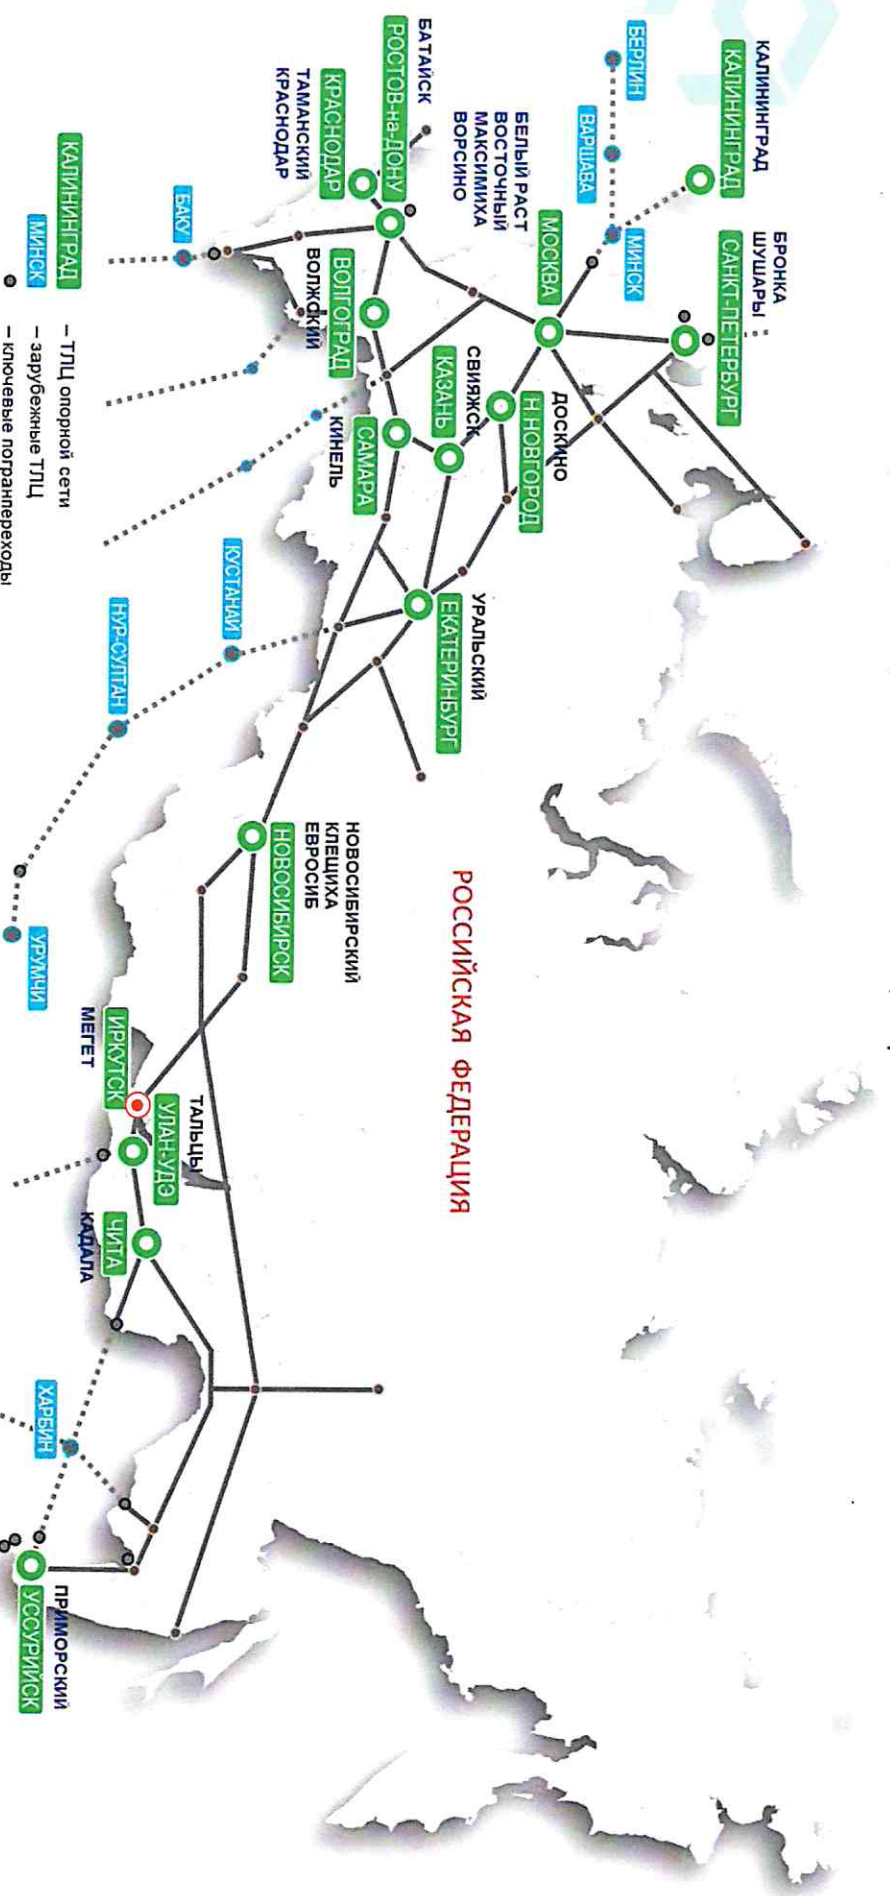 КАЛИНИНГРАД
КАЛИНИНГРАД
БРОНКА
ШУШАРЫ
САНКТ-ПЕТЕРБУРГ
БЕРЛИН
ВАРШАВА
МИНСК
БЕЛЫЙ РАСТ
ВОСТОЧНЫЙ
МАКСИМИХА
ВОРСИНО
МОСКВА
ДОСКИНО
Н.НОВГОРОД
СВИЯЖСК
КАЗАНЬ
УРАЛЬСКИЙ
ЕКАТЕРИНБУРГ
БАТАЙСК
РОСТОВ-на-ДОНУ
КРАСНОДАР
ТАМАНСКИЙ
КРАСНОДАР
ВОЛГОГРАД
ВОЛЖСКИЙ
САМАРА
КИНЕЛЬ
РОССИЙСКАЯ ФЕДЕРАЦИЯ
НОВОСИБИРСКИЙ
КЛЕЩИХА
ЕВРОСИБ
НОВОСИБИРСК
БАКУ
КУСТАНАЙ
НУР-СУЛТАН
УРУМЧИ
ИРКУТСК
МЕГЕТ
ТАЛЬЦЫ
УЛАН-УДЭ
ЧИТА
КАДАЛА
ХАРБИН
ПРИМОРСКИЙ
УССУРИЙСК
КАЛИНИНГРАД – ТЛЦ опорной сети
МИНСК – зарубежные ТЛЦ
– ключевые погранпереходы